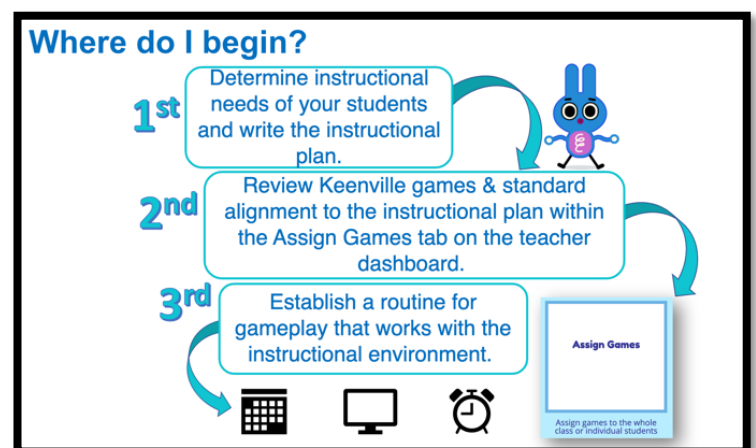 Where do I begin?
1st
Determine instructional
needs of your students
and write the instructional
plan.
2nd
Review Keenville games & standard
alignment to the instructional plan within
the Assign Games tab on the teacher
dashboard.
3rd
Establish a routine for
gameplay that works with the
instructional environment.
Assign Games
Assign games to the whole
class or individual students